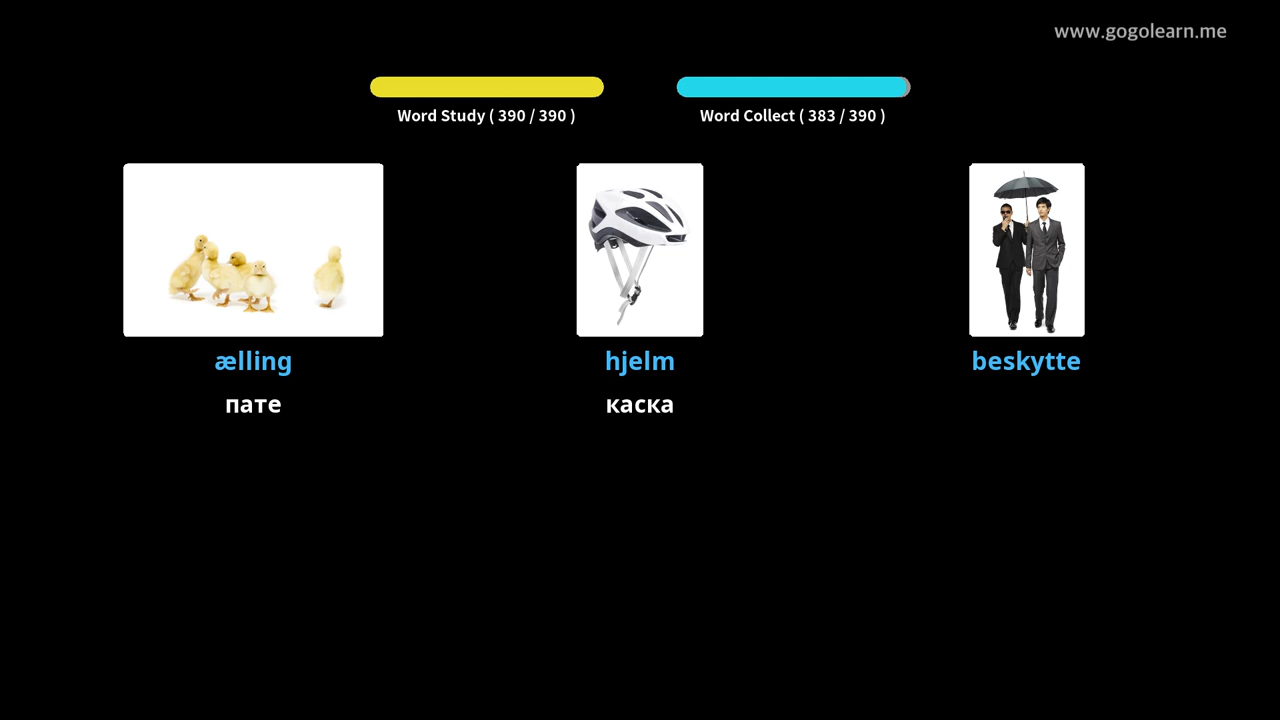 www.gogolearn.me
Word Study ( 390 / 390 )
Word Collect ( 383 / 390 )
ælling
hjelm
beskytte
пате
каска